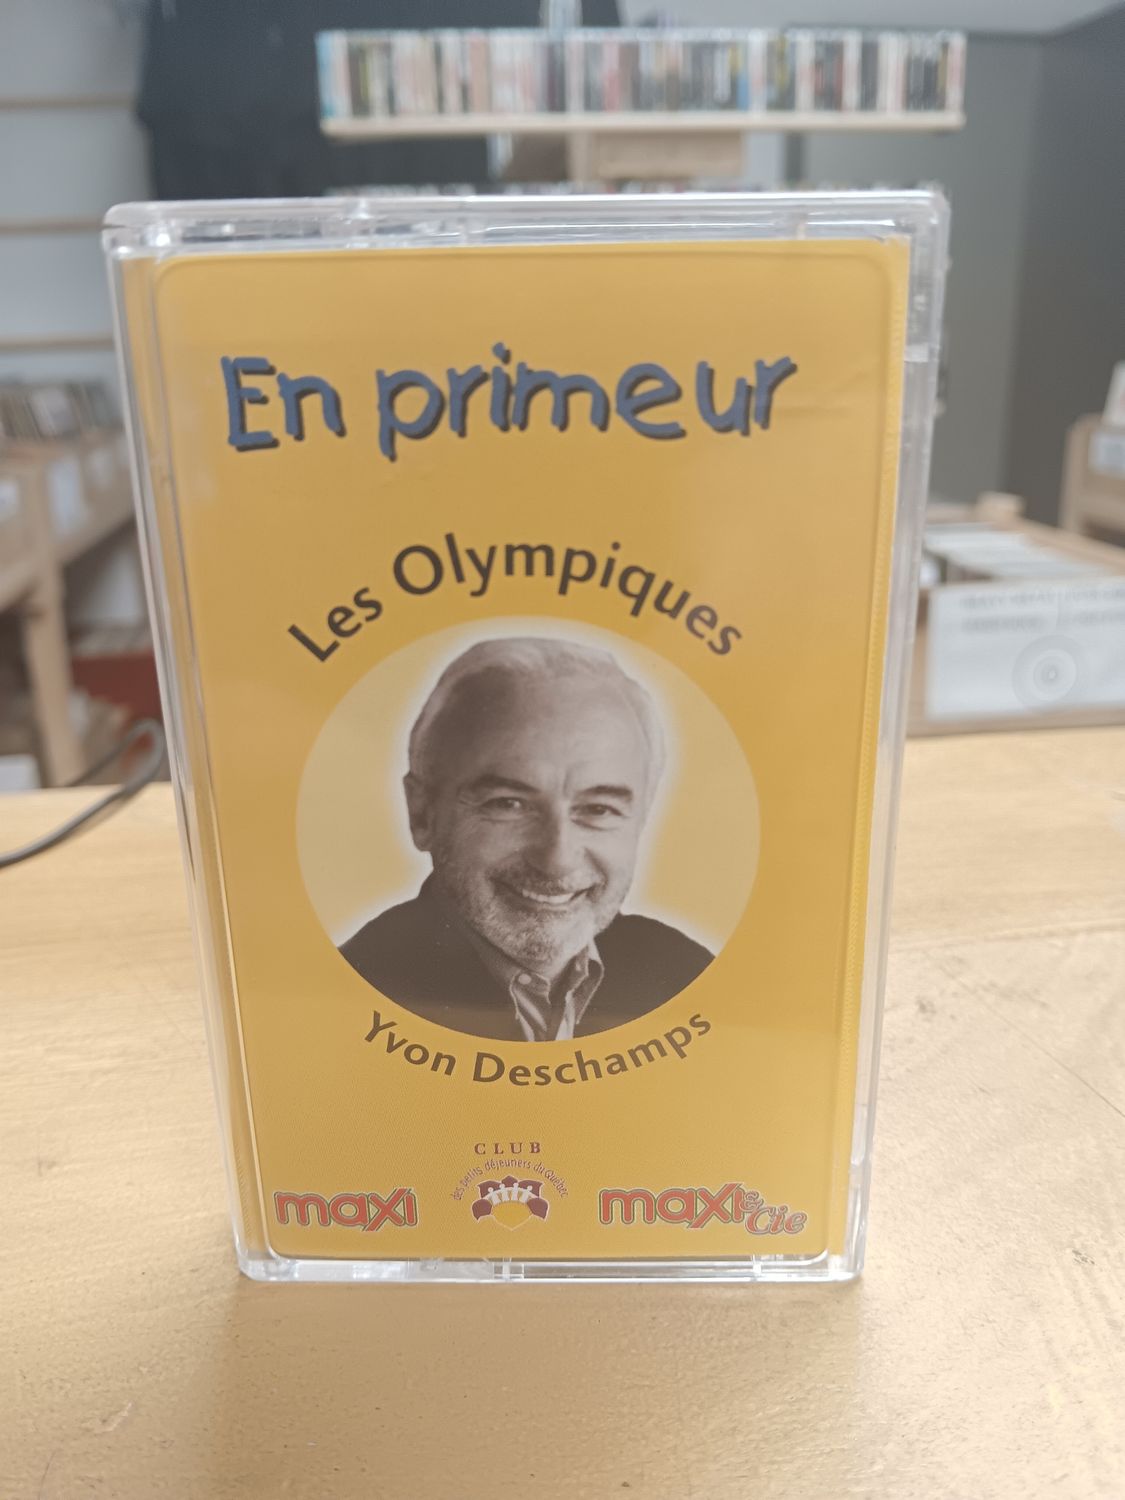 En primeur
Les Olympiques
Yvon Deschamps
CLUB
des petits déjeuners du Québec
maxi
maxi & Cie